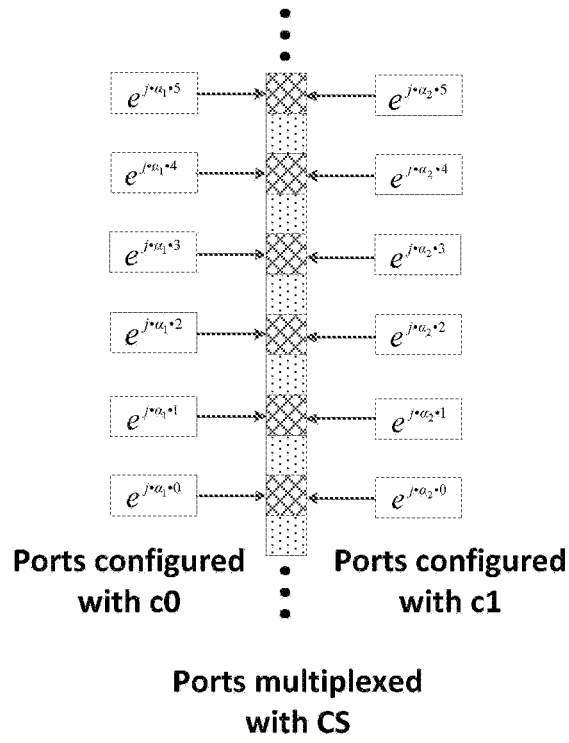 e^{j•α₁•5} e^{j•α₂•5}
e^{j•α₁•4} e^{j•α₂•4}
e^{j•α₁•3} e^{j•α₂•3}
e^{j•α₁•2} e^{j•α₂•2}
e^{j•α₁•1} e^{j•α₂•1}
e^{j•α₁•0} e^{j•α₂•0}
Ports configured
with c0
Ports configured
with c1
Ports multiplexed
with CS